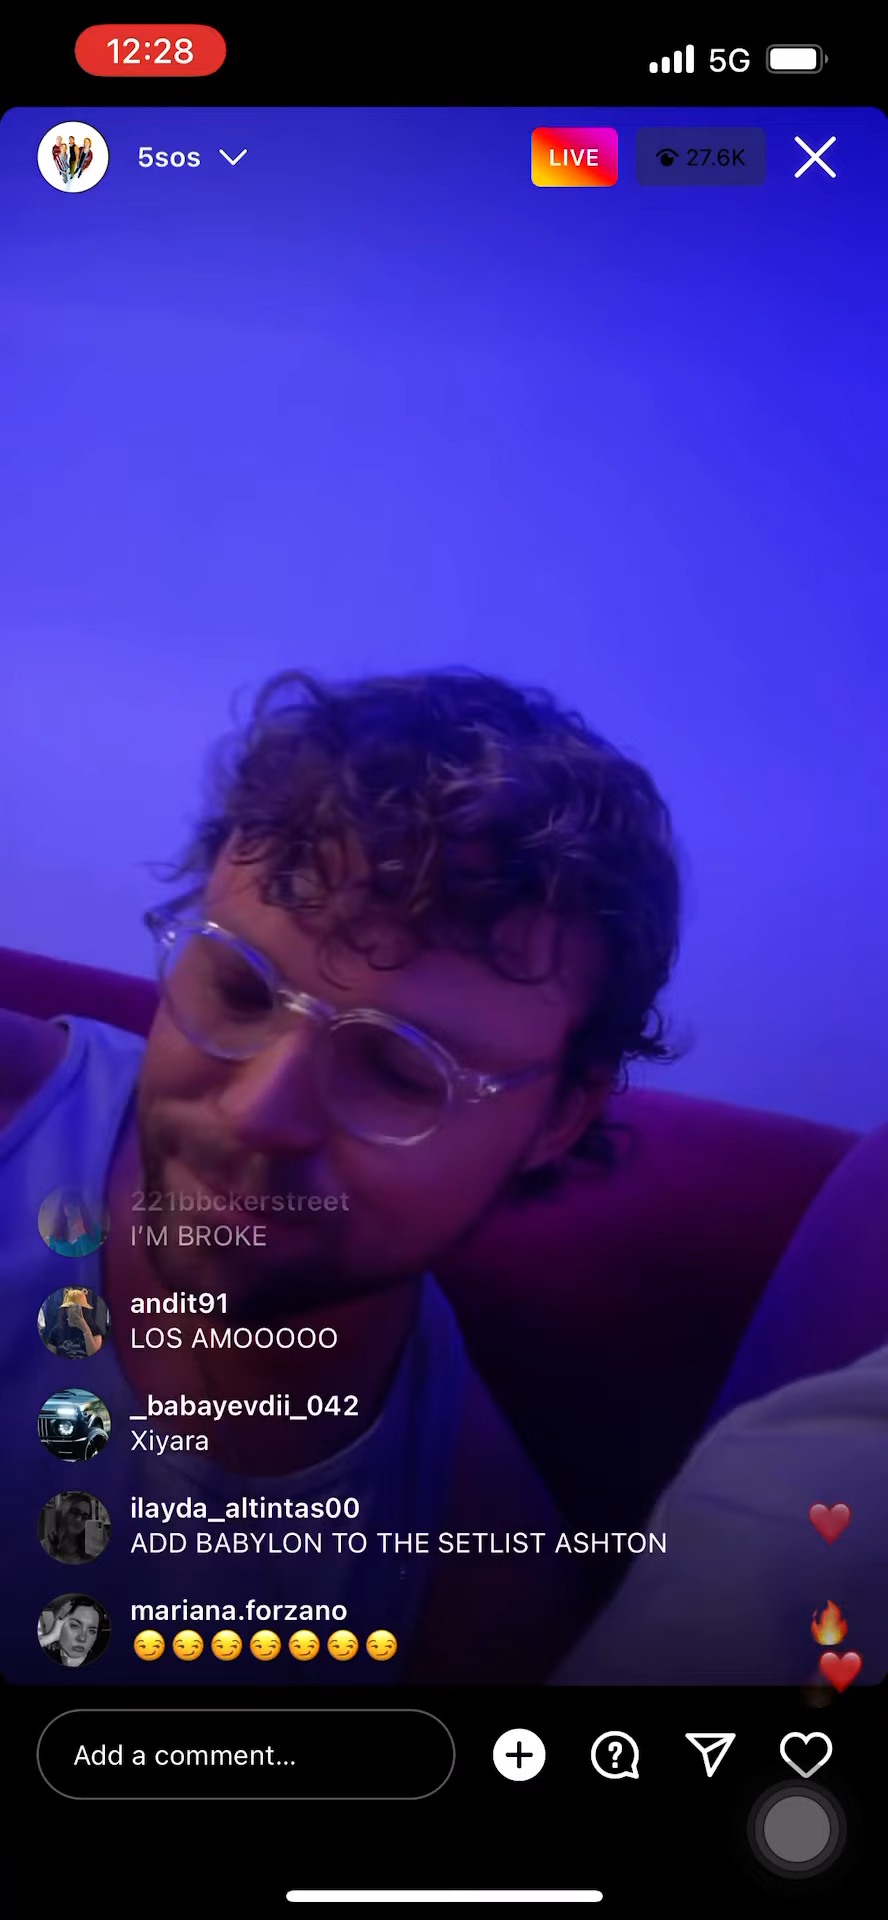 12:28
5G
5sos
LIVE
27.6K
221bbckerstreet
I'M BROKE
andit91
LOS AMOOOOO
_babayevdii_042
Xiyara
ilayda_altintas00
ADD BABYLON TO THE SETLIST ASHTON
mariana.forzano
😏😏😏😏😏😏😏
Add a comment...